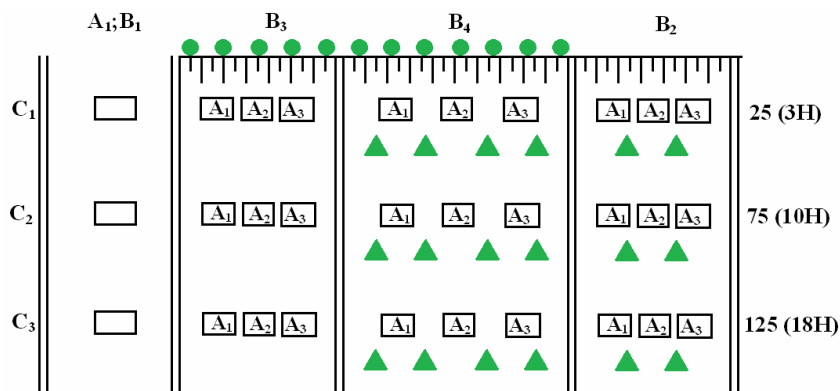 A₁;B₁ B₃ B₄ B₂
C₁ A₁ A₂ A₃ A₁ A₂ A₃ A₁ A₂ A₃ 25 (3H)
C₂ A₁ A₂ A₃ A₁ A₂ A₃ A₁ A₂ A₃ 75 (10H)
C₃ A₁ A₂ A₃ A₁ A₂ A₃ A₁ A₂ A₃ 125 (18H)